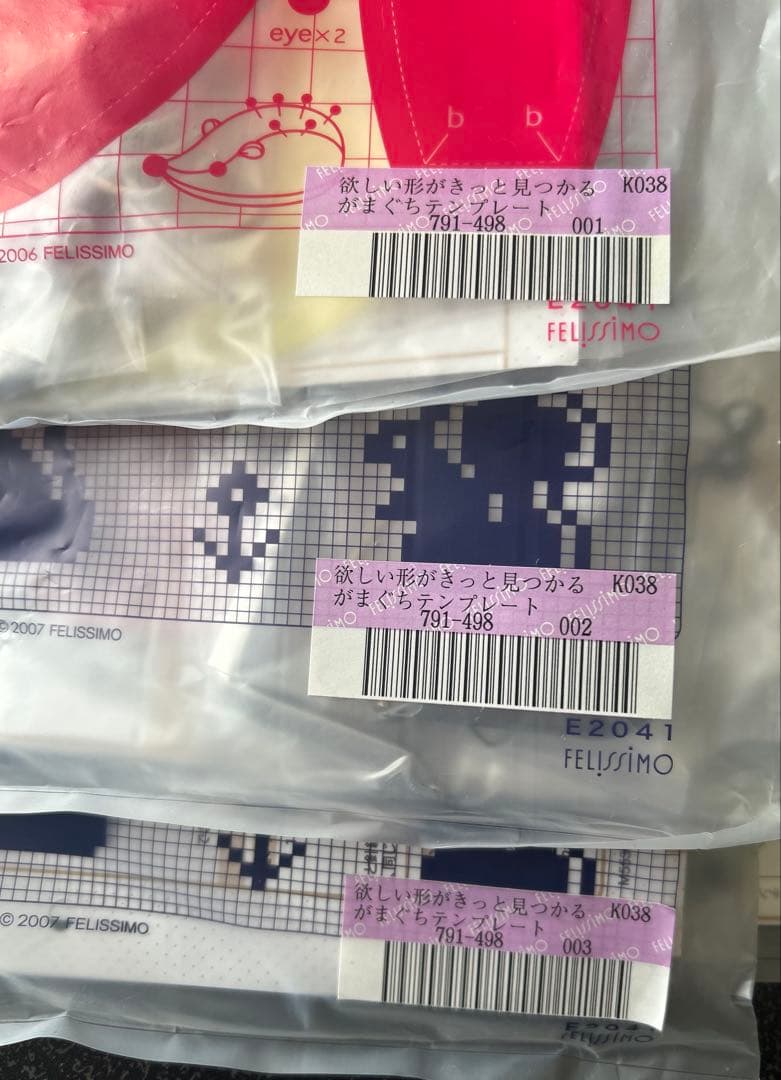 eye×2
b b
欲しい形がきっと見つかる K038
がまぐちテンプレート
791-498 001
2006 FELISSIMO
E2041
FELISSIMO
欲しい形がきっと見つかる K038
がまぐちテンプレート
791-498 002
© 2007 FELISSIMO
E2041
FELISSIMO
欲しい形がきっと見つかる K038
がまぐちテンプレート
791-498 003
© 2007 FELISSIMO
E2041
FELISSIMO